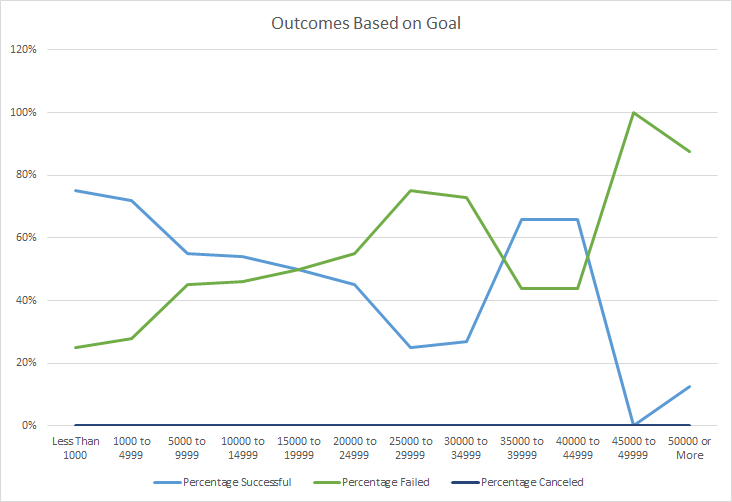 Outcomes Based on Goal
120%
100%
80%
60%
40%
20%
0%
Less Than 1000 to 5000 to 10000 to 15000 to 20000 to 25000 to 30000 to 35000 to 40000 to 45000 to 50000 or
1000 4999 9999 14999 19999 24999 29999 34999 39999 44999 49999 More
Percentage Successful Percentage Failed Percentage Canceled